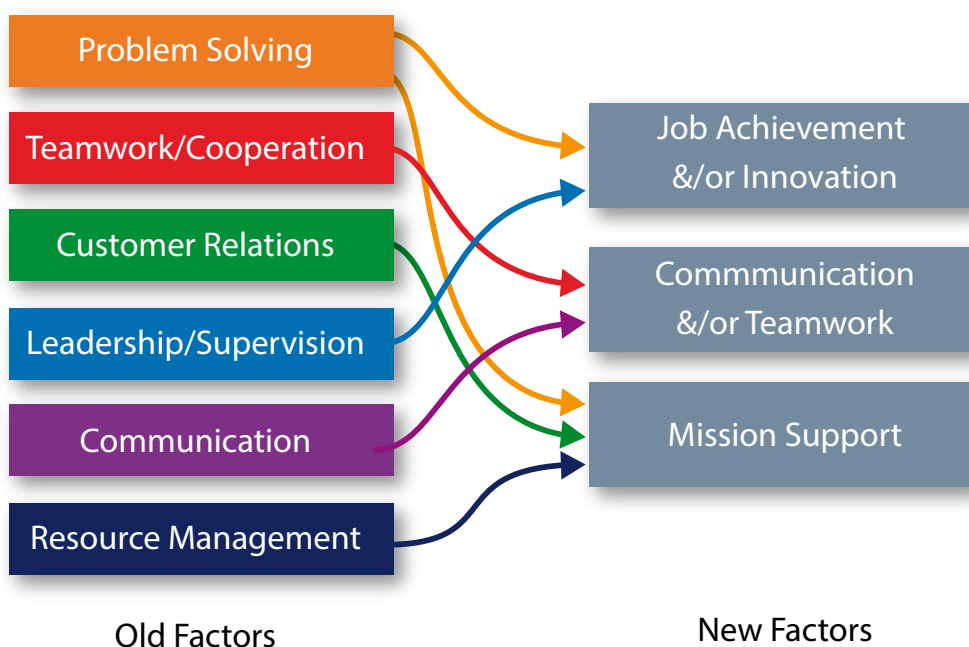 Problem Solving
Teamwork/Cooperation
Customer Relations
Leadership/Supervision
Communication
Resource Management
Old Factors
Job Achievement
&/or Innovation
Commmunication
&/or Teamwork
Mission Support
New Factors